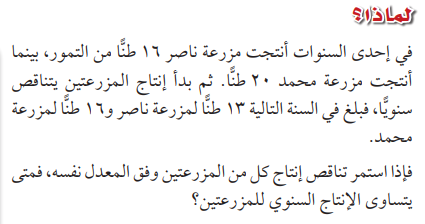 لماذا؟
في إحدى السنوات أنتجت مزرعة ناصر ١٦ طنًّا من التمور، بينما
أنتجت مزرعة محمد ٢٠ طنًّا. ثم بدأ إنتاج المزرعتين يتناقص
سنويًّا، فبلغ في السنة التالية ١٣ طنًّا لمزرعة ناصر و١٦ طنًّا لمزرعة
محمد.
فإذا استمر تناقص إنتاج كل من المزرعتين وفق المعدل نفسه، فمتى
يتساوى الإنتاج السنوي للمزرعتين؟